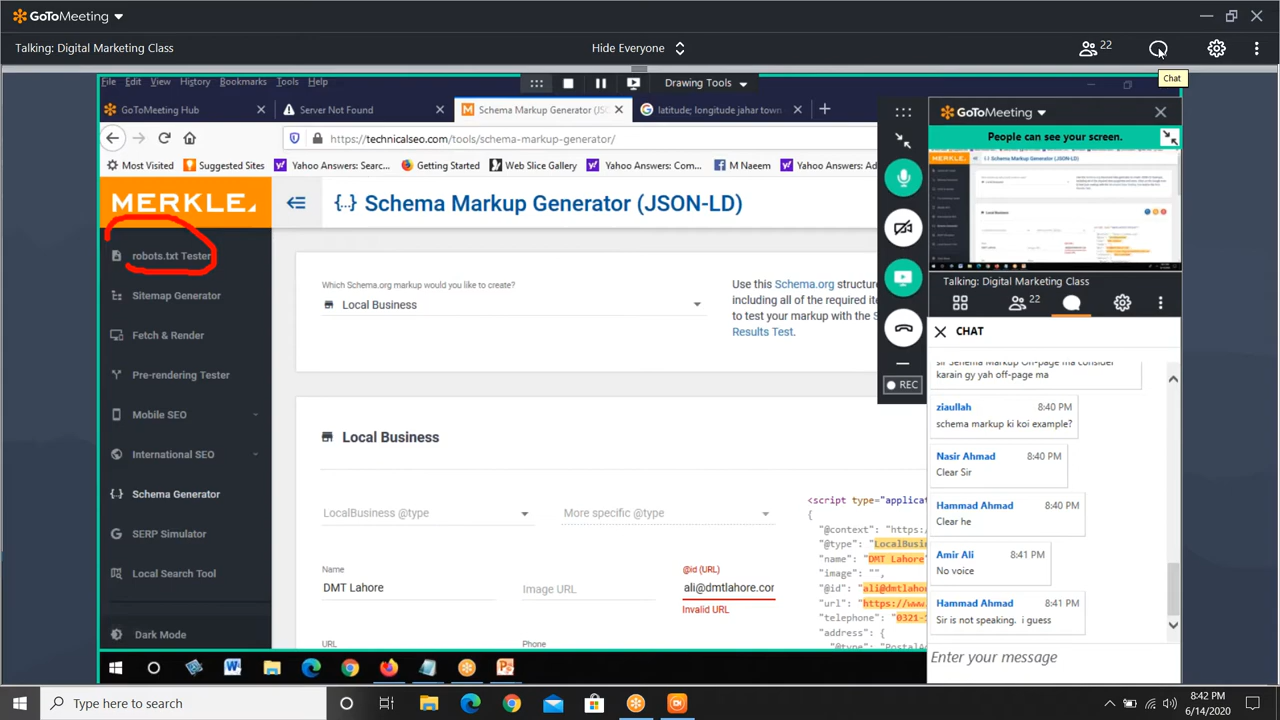 GoToMeeting
Talking: Digital Marketing Class
Hide Everyone
22
Chat
File Edit View History Bookmarks Tools Help
Drawing Tools
GoToMeeting Hub
Server Not Found
Schema Markup Generator (JSO
latitude; longitude jahar town
https://technicalseo.com/tools/schema-markup-generator/
Most Visited
Suggested Sites
Yahoo Answers: An...
Getting Started
Web Slice Gallery
Yahoo Answers: Com...
M Naeem
Yahoo Answers: Ad
MERKLE
robots.txt Tester
Sitemap Generator
Fetch & Render
Pre-rendering Tester
Mobile SEO
International SEO
Schema Generator
SERP Simulator
Local Search Tool
Dark Mode
{...} Schema Markup Generator (JSON-LD)
Which Schema.org markup would you like to create?
Local Business
Use this Schema.org structure
including all of the required ite
to test your markup with the S
Results Test.
Local Business
LocalBusiness @type
More specific @type
Name
DMT Lahore
Image URL
@id (URL)
ali@dmtlahore.cor
Invalid URL
URL
Phone
<script type="applicat
{
"@context": "https:
"@type": "LocalBusin
"name": "DMT Lahore
"image": "",
"@id": "ali@dmtlahor
"url": "https://www.
"telephone": "0321-
"address": {
"@type": "PostalAd
REC
GoToMeeting
People can see your screen.
MERKLE
Schema Markup Generator (JSON-LD)
Talking: Digital Marketing Class
22
CHAT
sir Schema Markup On-page ma consider
karain gy yah off-page ma
ziaullah 8:40 PM
schema markup ki koi example?
Nasir Ahmad 8:40 PM
Clear Sir
Hammad Ahmad 8:40 PM
Clear he
Amir Ali 8:41 PM
No voice
Hammad Ahmad 8:41 PM
Sir is not speaking. i guess
Enter your message
Type here to search
8:42 PM
6/14/2020